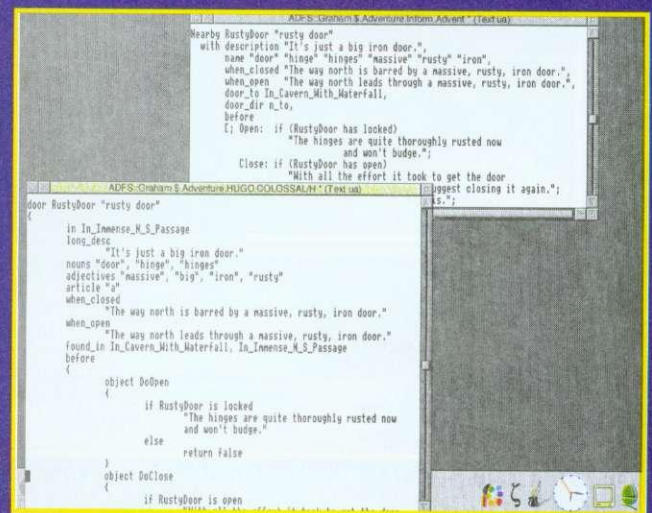 ADFS::Graham.$.Adventure.Inform.Advent * (Text ua)
Nearby RustyDoor "rusty door"
with description "It's just a big iron door.",
name "door" "hinge" "hinges" "massive" "rusty" "iron",
when_closed "The way north is barred by a massive, rusty, iron door.",
when_open "The way north leads through a massive, rusty, iron door.",
door_to In_Cavern_With_Waterfall,
door_dir n_to,
before
[; Open: if (RustyDoor has locked)
"The hinges are quite thoroughly rusted now
and won't budge.";
Close: if (RustyDoor has open)
"With all the effort it took to get the door
uggest closing it again.";
is.";
ADFS::Graham.$.Adventure.HUGO.COLOSSAL/H * (Text ua)
door RustyDoor "rusty door"
{
in In_Immense_N_S_Passage
long_desc
"It's just a big iron door."
nouns "door", "hinge", "hinges"
adjectives "massive", "big", "iron", "rusty"
article "a"
when_closed
"The way north is barred by a massive, rusty, iron door."
when_open
"The way north leads through a massive, rusty, iron door."
found_in In_Cavern_With_Waterfall, In_Immense_N_S_Passage
before
{
object DoOpen
{
if RustyDoor is locked
"The hinges are quite thoroughly rusted now
and won't budge."
else
return false
}
object DoClose
{
if RustyDoor is open